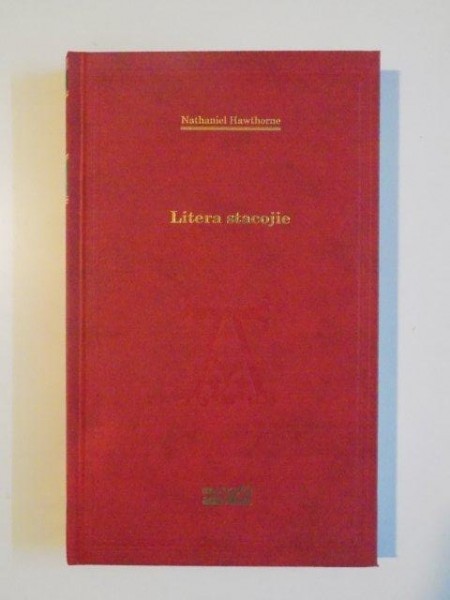 Nathaniel Hawthorne
Litera stacojie
A